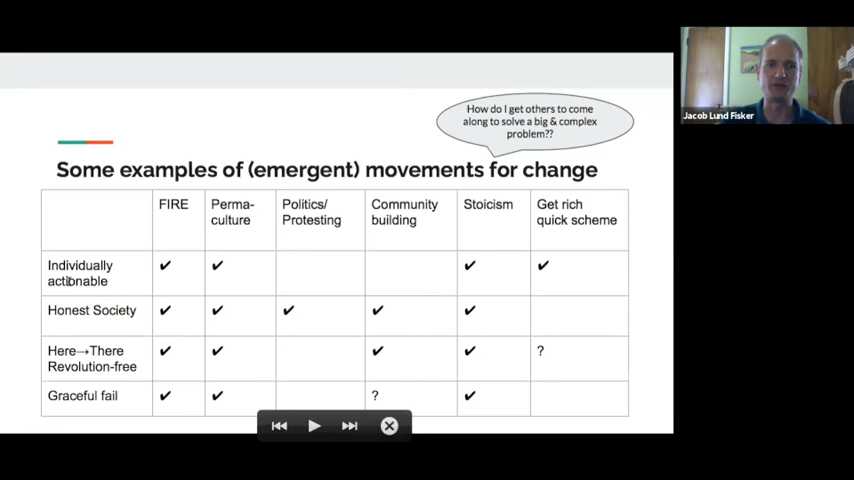 How do I get others to come
along to solve a big & complex
problem??
Jacob Lund Fisker
Some examples of (emergent) movements for change
FIRE
Perma-
culture
Politics/
Protesting
Community
building
Stoicism
Get rich
quick scheme
Individually
actionable
✔ ✔ ✔ ✔
Honest Society
✔ ✔ ✔ ✔ ✔
Here→There
Revolution-free
✔ ✔ ✔ ✔ ?
Graceful fail
✔ ✔ ? ✔